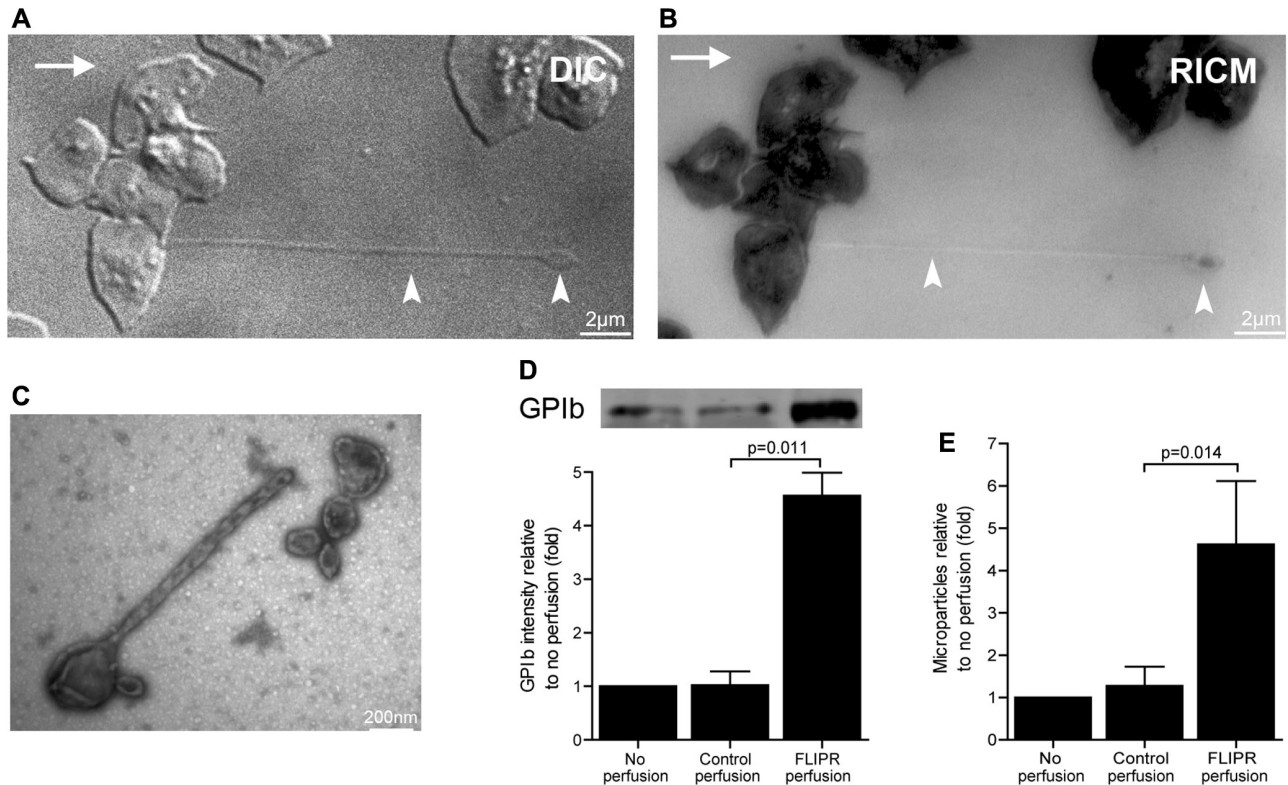 A
DIC
2µm
B
RICM
2µm
C
200nm
D
GPIb
p=0.011
5
4
3
2
1
0
GPIb intensity relative
to no perfusion (fold)
No
perfusion
Control
perfusion
FLIPR
perfusion
E
p=0.014
7
6
5
4
3
2
1
0
Microparticles relative
to no perfusion (fold)
No
perfusion
Control
perfusion
FLIPR
perfusion